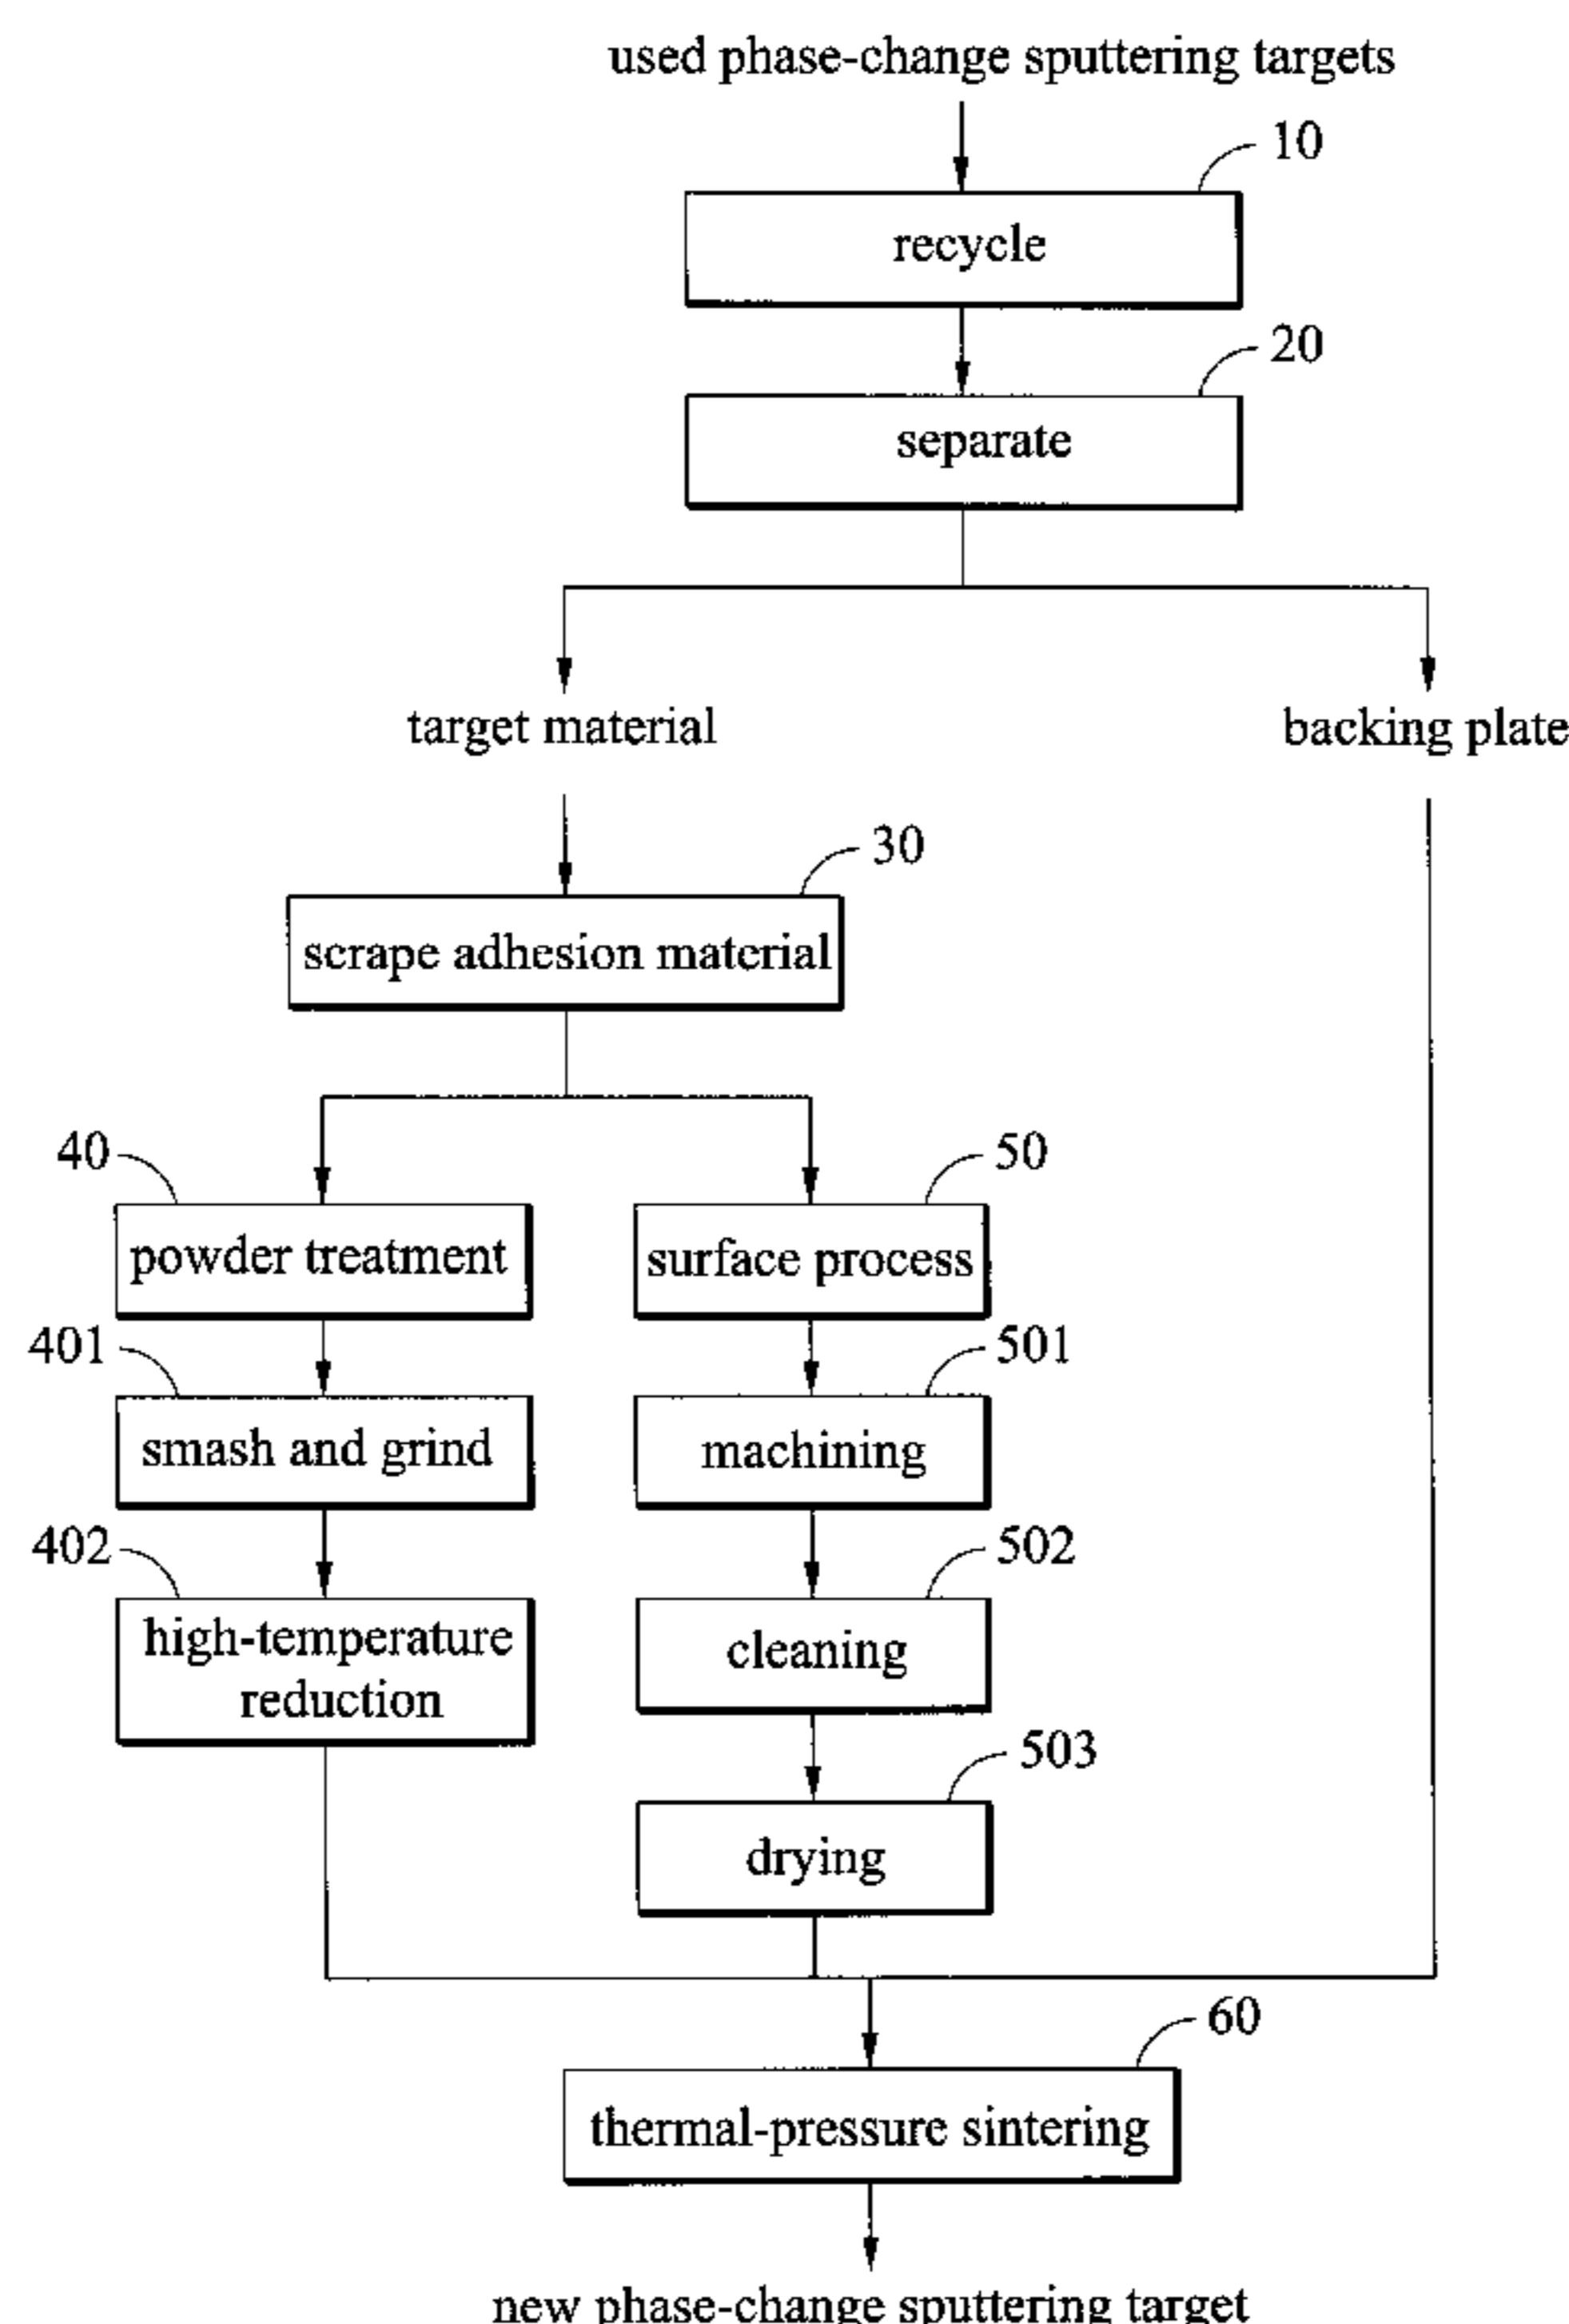 used phase-change sputtering targets
10
recycle
20
separate
target material
backing plate
30
scrape adhesion material
40
50
powder treatment
surface process
401
501
smash and grind
machining
402
502
high-temperature
reduction
cleaning
503
drying
60
thermal-pressure sintering
new phase-change sputtering target